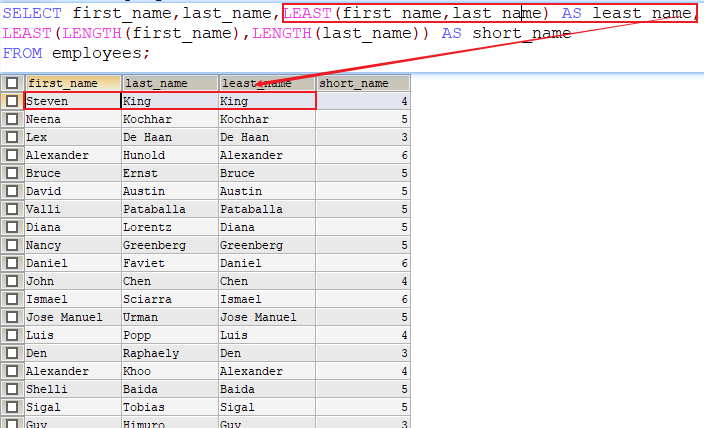 SELECT first_name,last_name,LEAST(first_name,last_name) AS least_name,
LEAST(LENGTH(first_name),LENGTH(last_name)) AS short_name
FROM employees;
first_name last_name least_name short_name
Steven King King 4
Neena Kochhar Kochhar 5
Lex De Haan De Haan 3
Alexander Hunold Alexander 6
Bruce Ernst Bruce 5
David Austin Austin 5
Valli Pataballa Pataballa 5
Diana Lorentz Diana 5
Nancy Greenberg Greenberg 5
Daniel Faviet Daniel 6
John Chen Chen 4
Ismael Sciarra Ismael 6
Jose Manuel Urman Jose Manuel 5
Luis Popp Luis 4
Den Raphaely Den 3
Alexander Khoo Alexander 4
Shelli Baida Baida 5
Sigal Tobias Sigal 5
Guy Himuro Guy 3